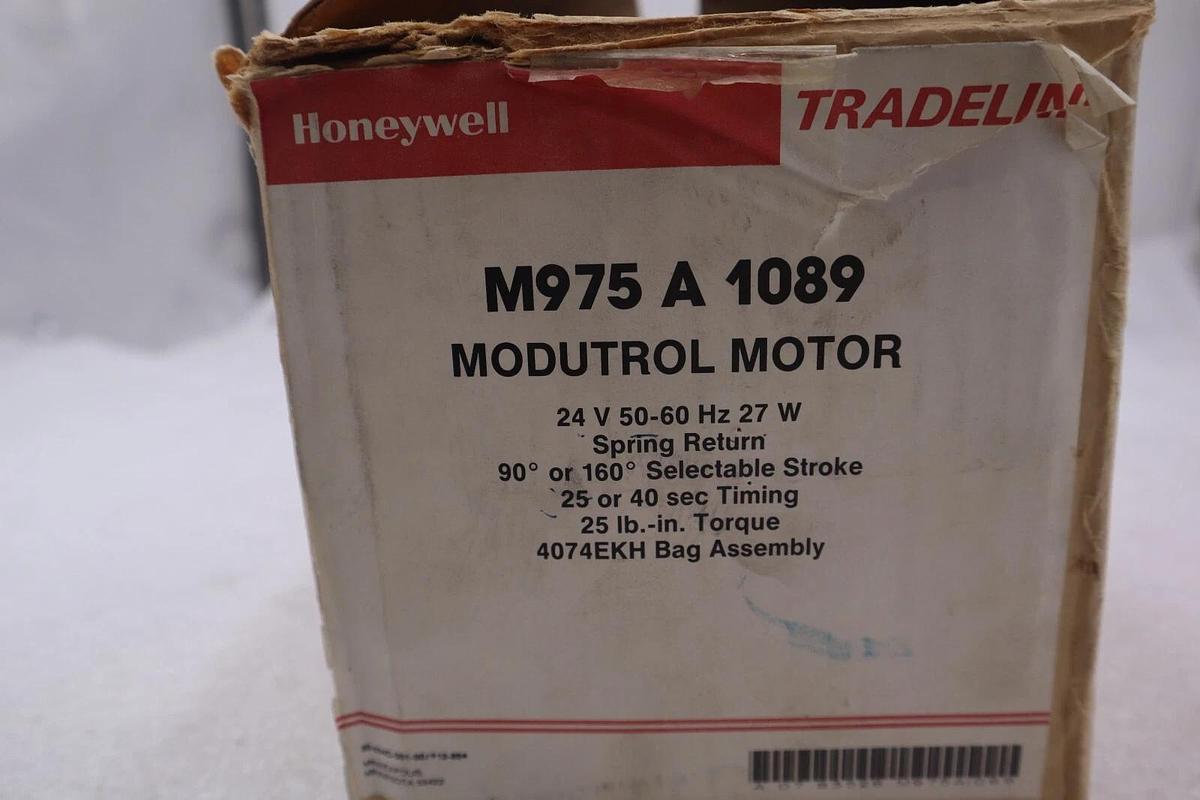 Honeywell
TRADELIN
M975 A 1089
MODUTROL MOTOR
24 V 50-60 Hz 27 W
Spring Return
90° or 160° Selectable Stroke
25 or 40 sec Timing
25 lb.-in. Torque
4074EKH Bag Assembly